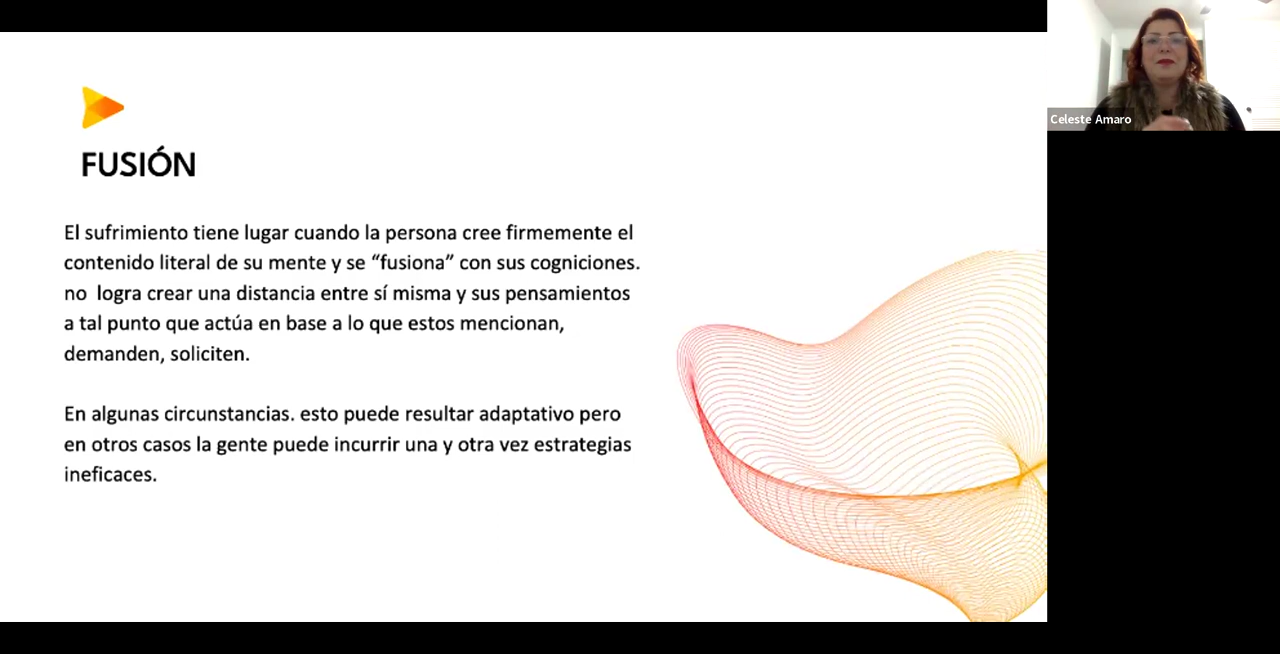 FUSIÓN
El sufrimiento tiene lugar cuando la persona cree firmemente el
contenido literal de su mente y se “fusiona” con sus cogniciones.
no  logra crear una distancia entre sí misma y sus pensamientos
a tal punto que actúa en base a lo que estos mencionan,
demanden, soliciten.
En algunas circunstancias. esto puede resultar adaptativo pero
en otros casos la gente puede incurrir una y otra vez estrategias
ineficaces.
Celeste Amaro